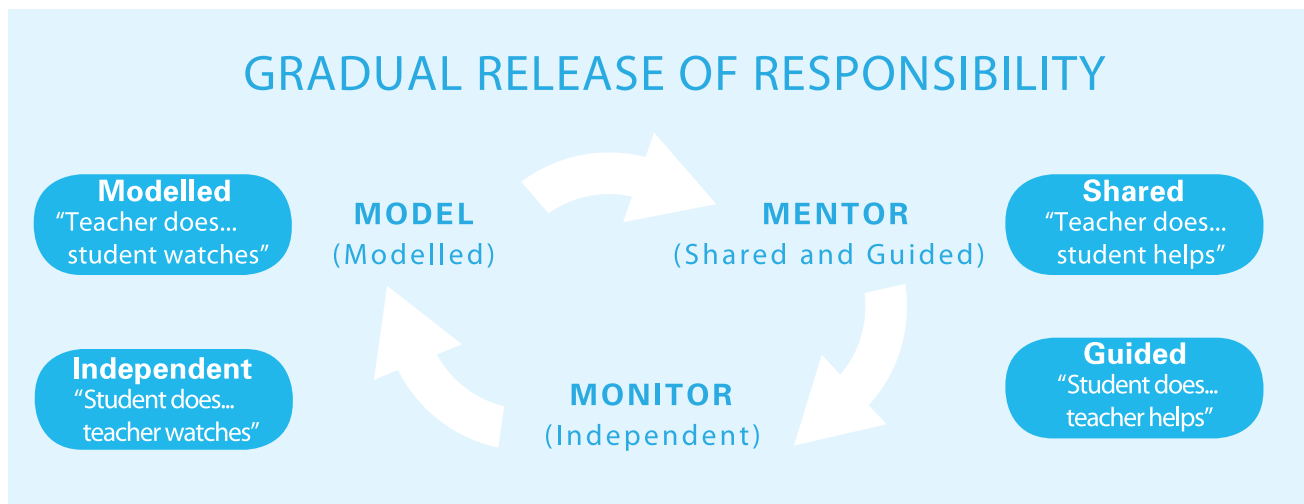 GRADUAL RELEASE OF RESPONSIBILITY
Modelled
“Teacher does...
student watches”
MODEL
(Modelled)
MENTOR
(Shared and Guided)
Shared
“Teacher does...
student helps”
Independent
“Student does...
teacher watches”
MONITOR
(Independent)
Guided
“Student does...
teacher helps”